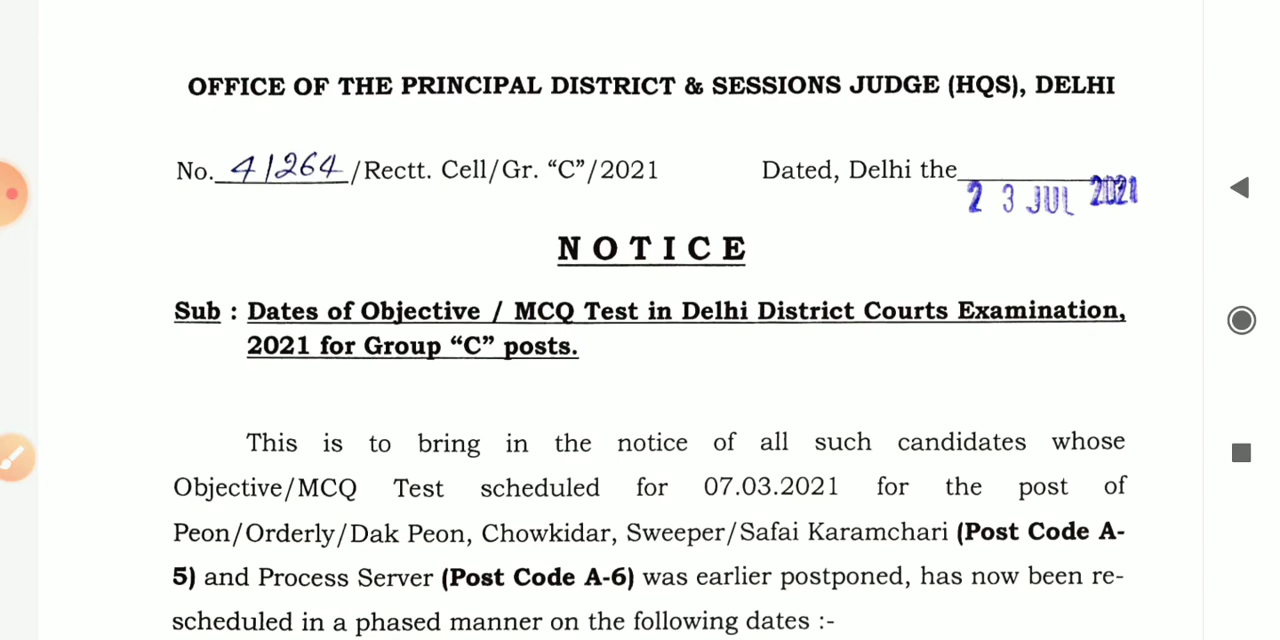 OFFICE OF THE PRINCIPAL DISTRICT & SESSIONS JUDGE (HQS), DELHI
No. 41264/Rectt. Cell/Gr. “C”/2021 Dated, Delhi the
23 JUL 2021
NOTICE
Sub : Dates of Objective / MCQ Test in Delhi District Courts Examination,
2021 for Group “C” posts.
This is to bring in the notice of all such candidates whose
Objective/MCQ Test scheduled for 07.03.2021 for the post of
Peon/Orderly/Dak Peon, Chowkidar, Sweeper/Safai Karamchari (Post Code A-
5) and Process Server (Post Code A-6) was earlier postponed, has now been re-
scheduled in a phased manner on the following dates :-